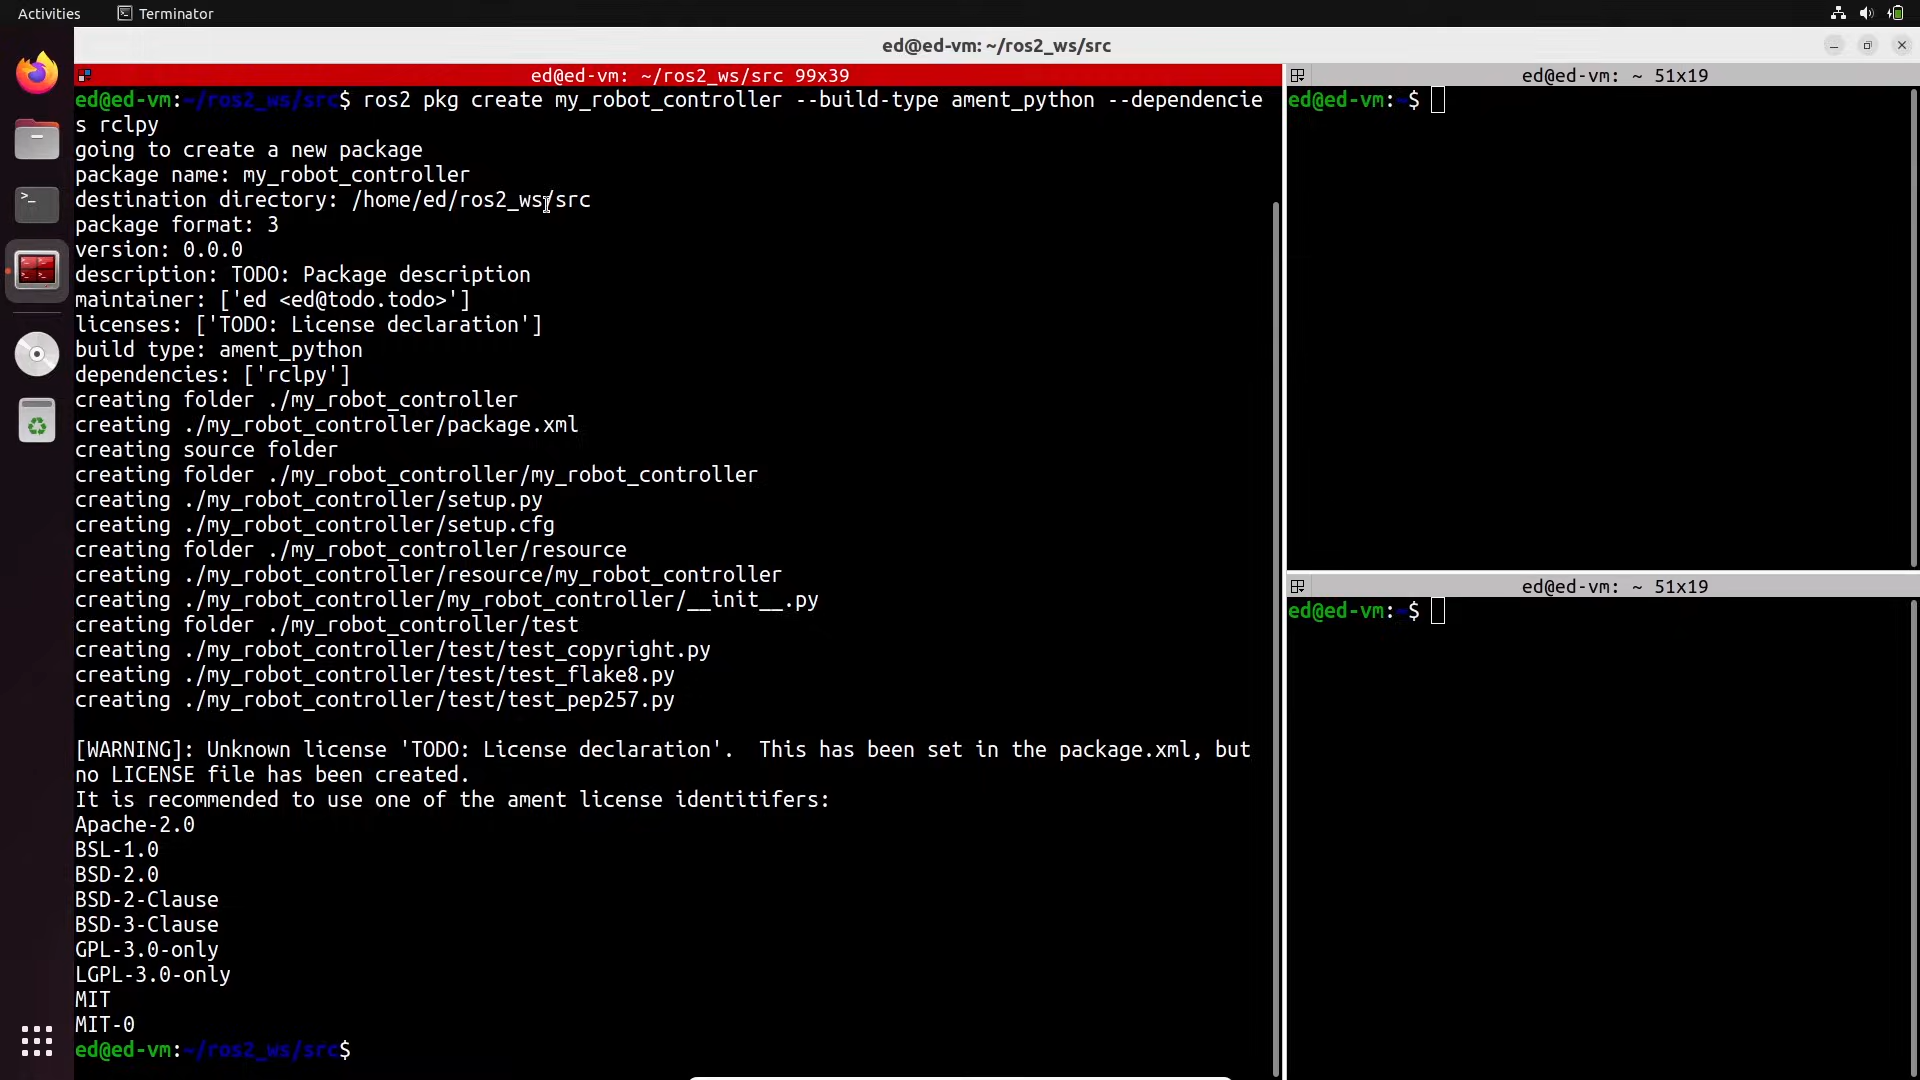 Activities
Terminator
ed@ed-vm: ~/ros2_ws/src
ed@ed-vm: ~/ros2_ws/src 99x39
ed@ed-vm:~/ros2_ws/src$ ros2 pkg create my_robot_controller --build-type ament_python --dependencie
s rclpy
going to create a new package
package name: my_robot_controller
destination directory: /home/ed/ros2_ws/src
package format: 3
version: 0.0.0
description: TODO: Package description
maintainer: ['ed <ed@todo.todo>']
licenses: ['TODO: License declaration']
build type: ament_python
dependencies: ['rclpy']
creating folder ./my_robot_controller
creating ./my_robot_controller/package.xml
creating source folder
creating folder ./my_robot_controller/my_robot_controller
creating ./my_robot_controller/setup.py
creating ./my_robot_controller/setup.cfg
creating folder ./my_robot_controller/resource
creating ./my_robot_controller/resource/my_robot_controller
creating ./my_robot_controller/my_robot_controller/__init__.py
creating folder ./my_robot_controller/test
creating ./my_robot_controller/test/test_copyright.py
creating ./my_robot_controller/test/test_flake8.py
creating ./my_robot_controller/test/test_pep257.py
[WARNING]: Unknown license 'TODO: License declaration'.  This has been set in the package.xml, but
no LICENSE file has been created.
It is recommended to use one of the ament license identitifers:
Apache-2.0
BSL-1.0
BSD-2.0
BSD-2-Clause
BSD-3-Clause
GPL-3.0-only
LGPL-3.0-only
MIT
MIT-0
ed@ed-vm:~/ros2_ws/src$
ed@ed-vm: ~ 51x19
ed@ed-vm:~$
ed@ed-vm: ~ 51x19
ed@ed-vm:~$